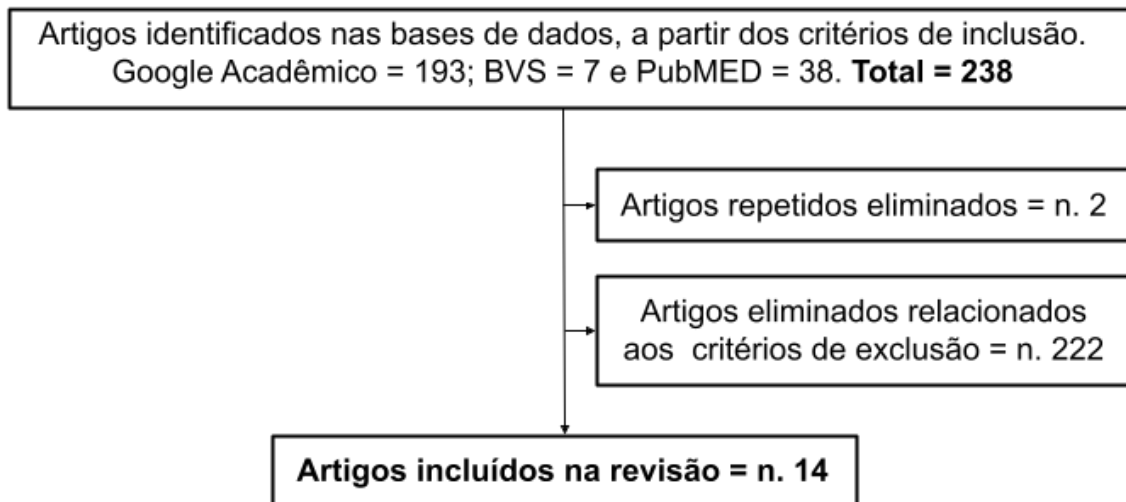 Artigos identificados nas bases de dados, a partir dos critérios de inclusão.
Google Acadêmico = 193; BVS = 7 e PubMED = 38. Total = 238
Artigos repetidos eliminados = n. 2
Artigos eliminados relacionados
aos critérios de exclusão = n. 222
Artigos incluídos na revisão = n. 14